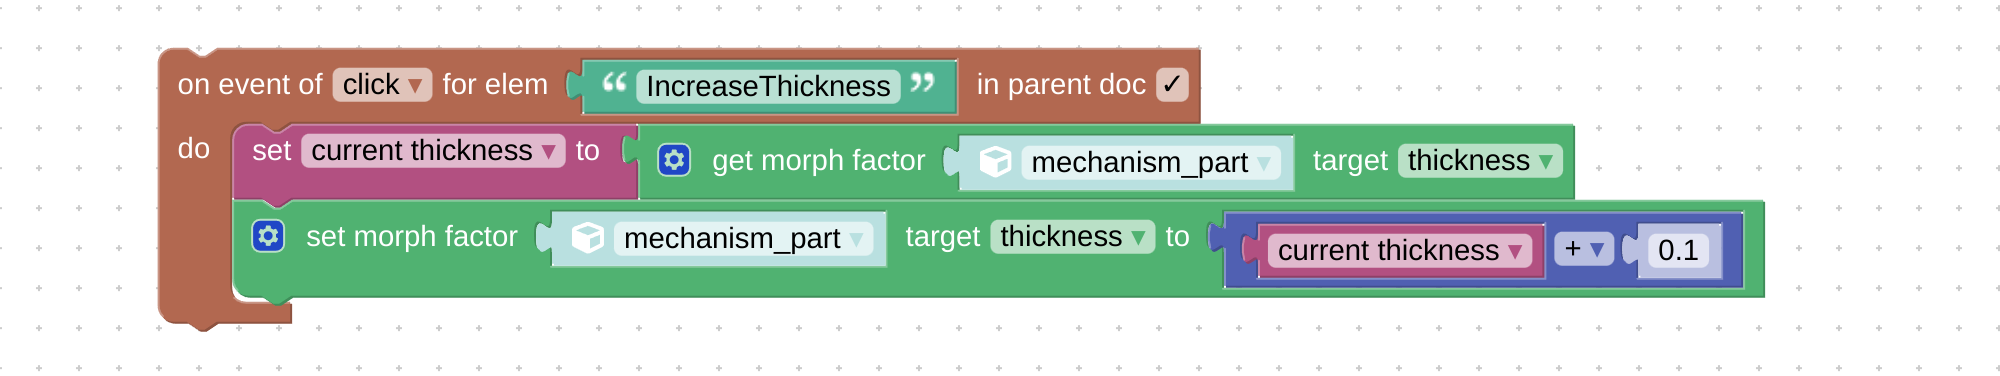 on event of click ▾ for elem “ IncreaseThickness ” in parent doc ✓
do set current thickness ▾ to get morph factor mechanism_part ▾ target thickness ▾
set morph factor mechanism_part ▾ target thickness ▾ to current thickness ▾ + ▾ 0.1